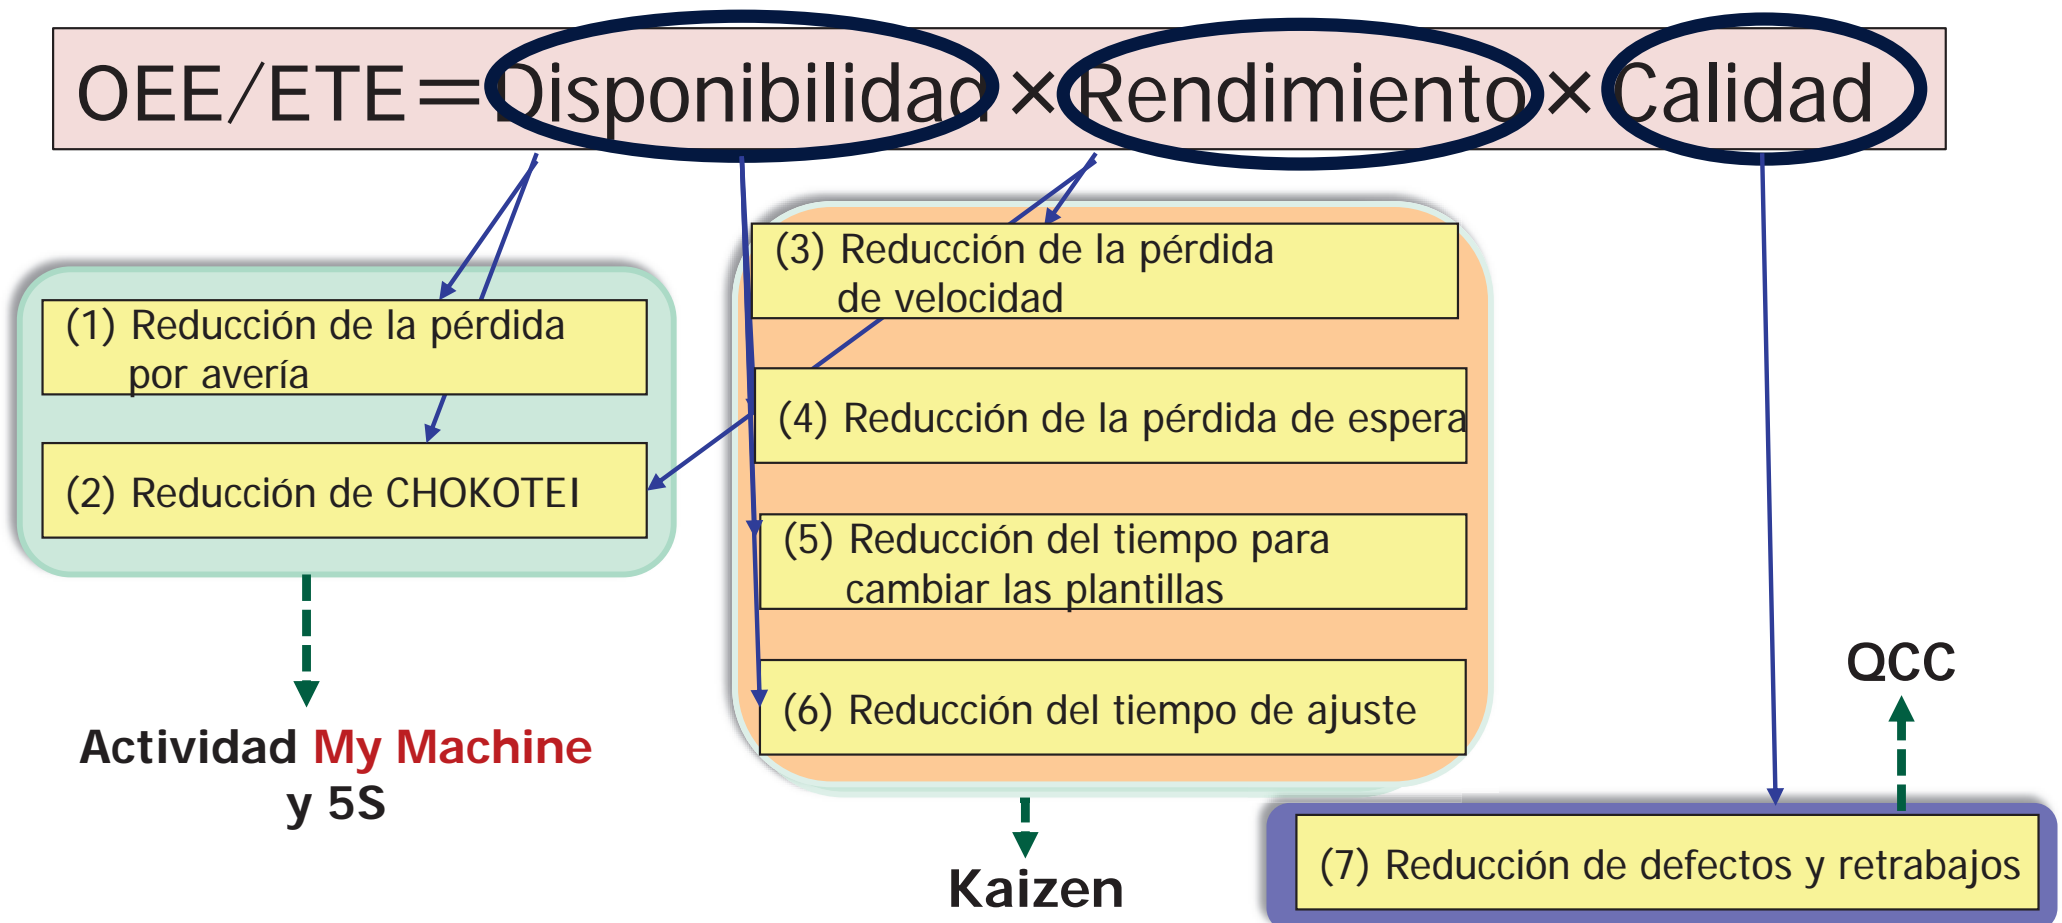 OEE/ETE＝Disponibilidad×Rendimiento×Calidad
(1) Reducción de la pérdida
por avería
(2) Reducción de CHOKOTEI
Actividad My Machine
y 5S
(3) Reducción de la pérdida
de velocidad
(4) Reducción de la pérdida de espera
(5) Reducción del tiempo para
cambiar las plantillas
(6) Reducción del tiempo de ajuste
Kaizen
QCC
(7) Reducción de defectos y retrabajos